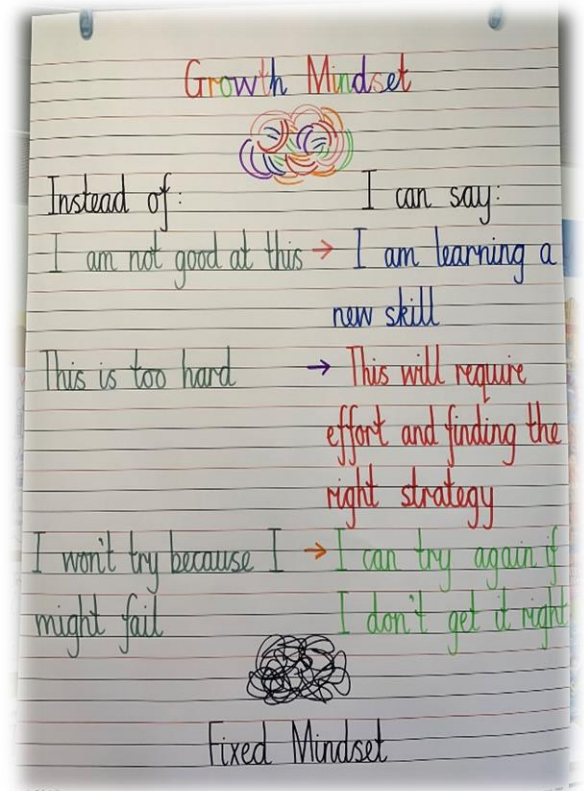 Growth Mindset
Instead of:
I can say:
I am not good at this → I am learning a
new skill
This is too hard → This will require
effort and finding the
right strategy
I won't try because I → I can try again if
might fail I don't get it right
Fixed Mindset